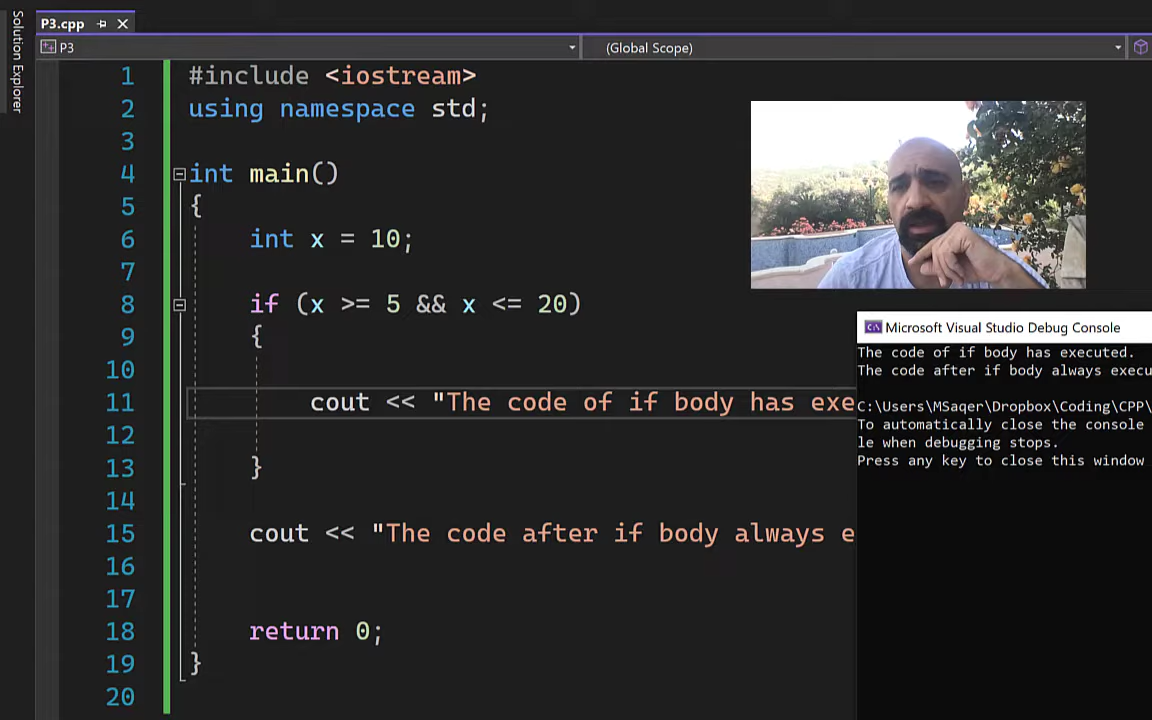 Solution Explorer
P3.cpp
P3
(Global Scope)
1 #include <iostream>
2 using namespace std;
3
4 int main()
5 {
6 int x = 10;
7
8 if (x >= 5 && x <= 20)
9 {
10
11 cout << "The code of if body has exe
12
13 }
14
15 cout << "The code after if body always e
16
17
18 return 0;
19 }
20
Microsoft Visual Studio Debug Console
The code of if body has executed.
The code after if body always execu
C:\Users\MSaqer\Dropbox\Coding\CPP\
To automatically close the console
le when debugging stops.
Press any key to close this window